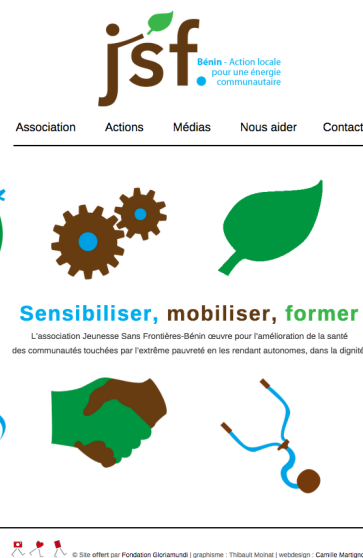 jsf.
Bénin - Action locale
pour une énergie
communautaire
Association Actions Médias Nous aider Contact
Sensibiliser, mobiliser, former
L'association Jeunesse Sans Frontières-Bénin œuvre pour l'amélioration de la santé
des communautés touchées par l'extrême pauvreté en les rendant autonomes, dans la dignité
© Site offert par Fondation Gloriamundi | graphisme : Thibault Moinat | webdesign : Camille Martigno